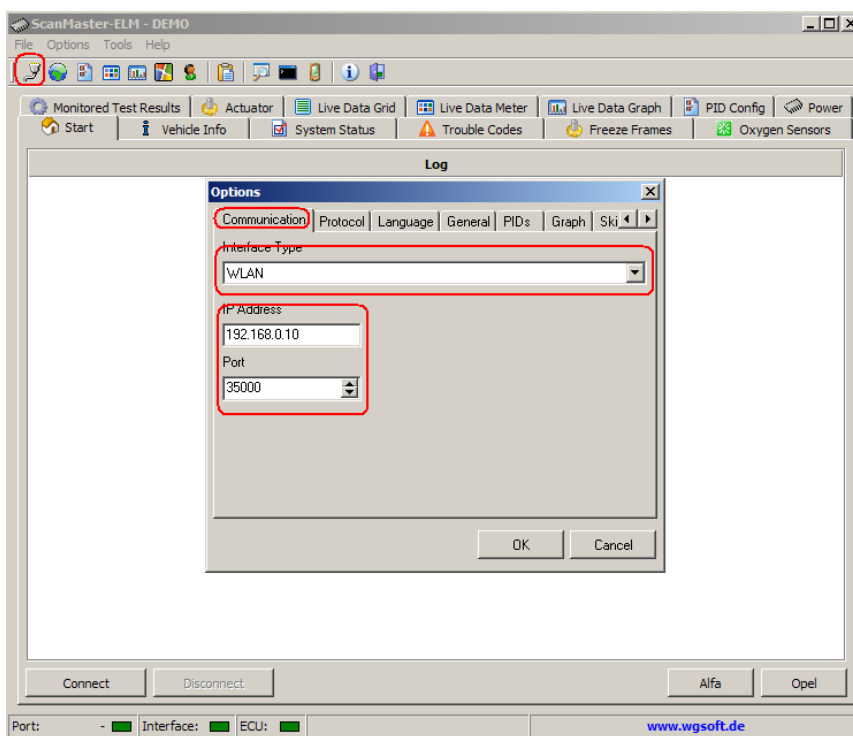 ScanMaster-ELM - DEMO
File Options Tools Help
Monitored Test Results Actuator Live Data Grid Live Data Meter Live Data Graph PID Config Power
Start Vehicle Info System Status Trouble Codes Freeze Frames Oxygen Sensors
Log
Options
Communication Protocol Language General PIDs Graph Ski
Interface Type
WLAN
IP Address
192.168.0.10
Port
35000
OK Cancel
Connect Disconnect Alfa Opel
Port: - Interface: ECU: www.wgsoft.de